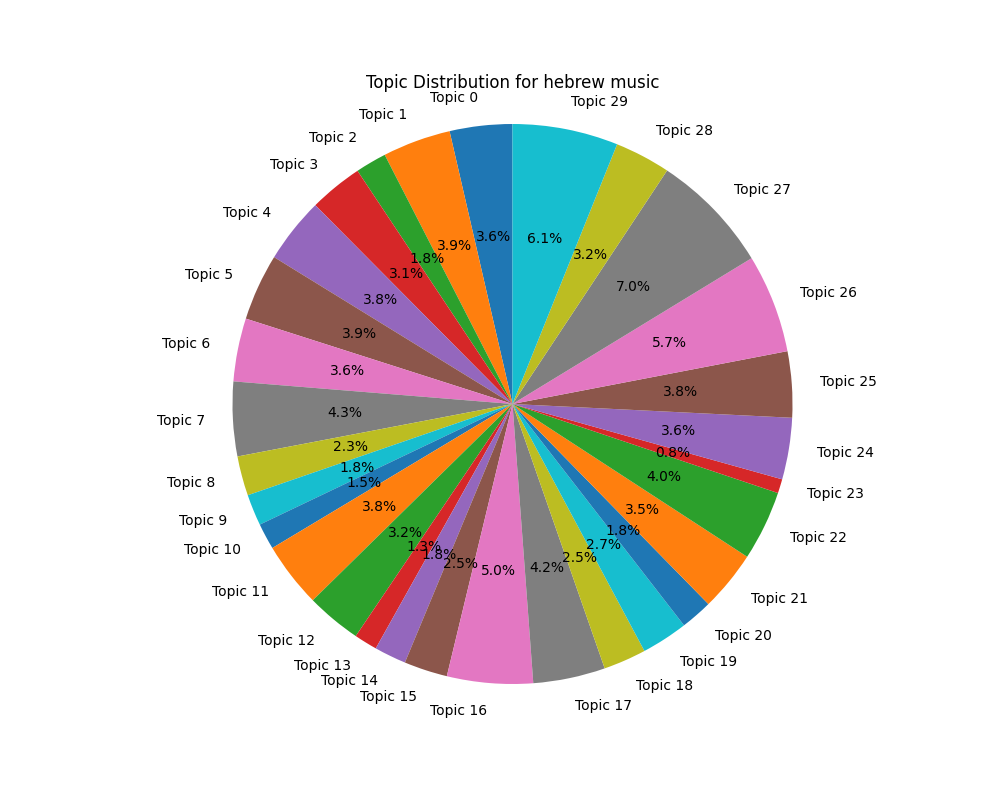 Topic Distribution for hebrew music
Topic 0
Topic 1
Topic 2
Topic 3
Topic 4
Topic 5
Topic 6
Topic 7
Topic 8
Topic 9
Topic 10
Topic 11
Topic 12
Topic 13
Topic 14
Topic 15
Topic 16
Topic 17
Topic 18
Topic 19
Topic 20
Topic 21
Topic 22
Topic 23
Topic 24
Topic 25
Topic 26
Topic 27
Topic 28
Topic 29
3.6%
3.9%
1.8%
3.1%
3.8%
3.9%
3.6%
4.3%
2.3%
1.8%
1.5%
3.8%
3.2%
1.3%
1.8%
2.5%
5.0%
4.2%
2.5%
2.7%
1.8%
3.5%
4.0%
0.8%
3.6%
3.8%
5.7%
7.0%
3.2%
6.1%